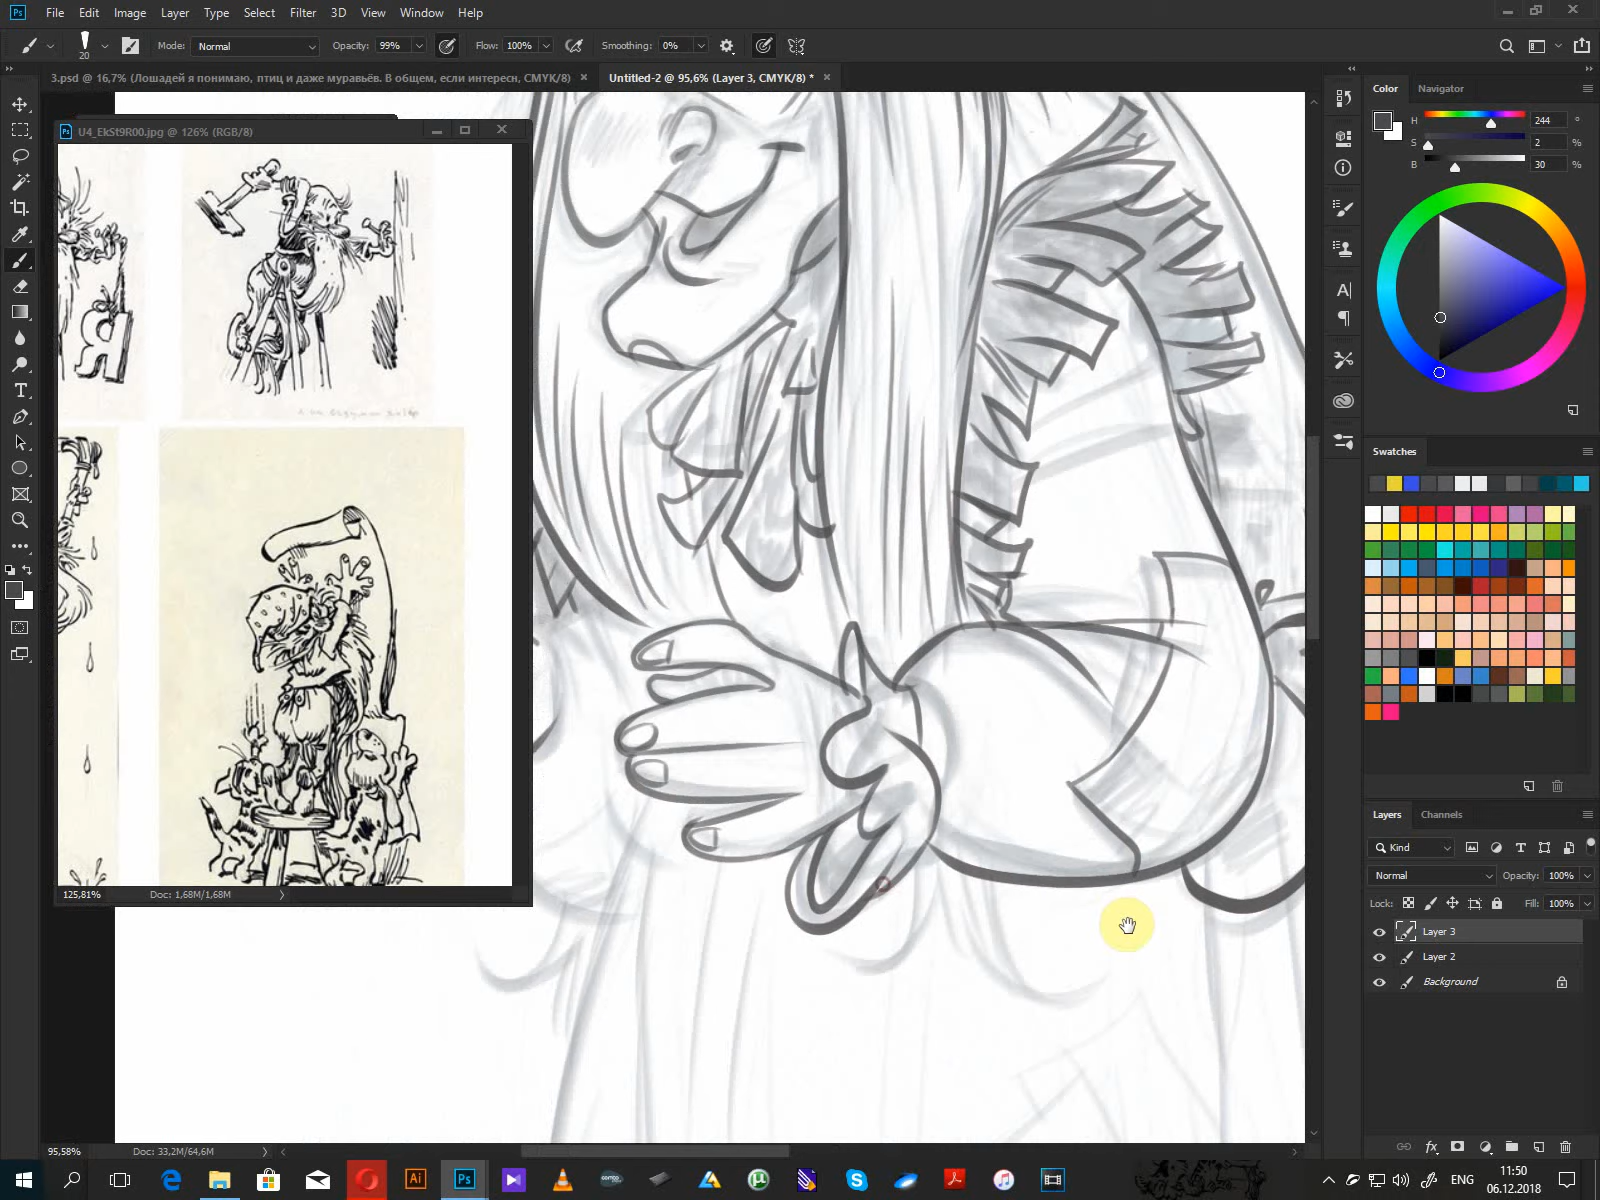 File Edit Image Layer Type Select Filter 3D View Window Help
20 Mode: Normal Opacity: 99% Flow: 100% Smoothing: 0%
3.psd @ 16,7% (Лошадей я понимаю, птиц и даже муравьёв. В общем, если интересн, CMYK/8) × Untitled-2 @ 95,6% (Layer 3, CMYK/8) * ×
U4_EkSt9R00.jpg @ 126% (RGB/8)
Я
125,81% Doc: 1,68M/1,68M
95,58% Doc: 33,2M/64,6M
Color Navigator
H 244 °
S 2 %
B 30 %
Swatches
Layers Channels
Kind
Normal Opacity: 100%
Lock: Fill: 100%
Layer 3
Layer 2
Background
fx
Ai Ps
ENG
11:50
06.12.2018